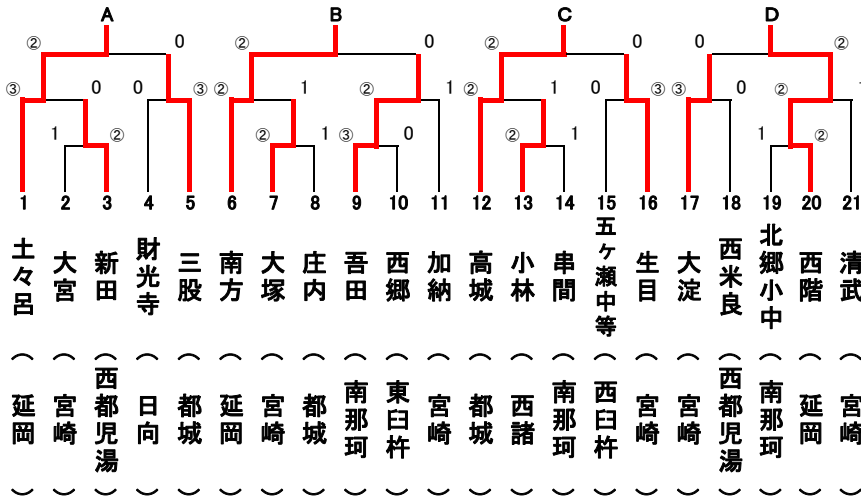 A B C D
② 0 ② 0 ② 0 0 ②
③ 0 0 ③ ② 1 ② 1 ② 1 0 ③ ③ 0 ②
1 ② ② 1 ③ 0 ② 1 1 ②
1 2 3 4 5 6 7 8 9 10 11 12 13 14 15 16 17 18 19 20 21
土々呂
大宮
新田
財光寺
三股
南方
大塚
庄内
吾田
西郷
加納
高城
小林
串間
五ヶ瀬中等
生目
大淀
西米良
北郷小中
西階
清武
（延岡）
（宮崎）
（西都児湯）
（日向）
（都城）
（延岡）
（宮崎）
（都城）
（南那珂）
（東臼杵）
（宮崎）
（都城）
（西諸）
（南那珂）
（西臼杵）
（宮崎）
（宮崎）
（西都児湯）
（南那珂）
（延岡）
（宮崎）